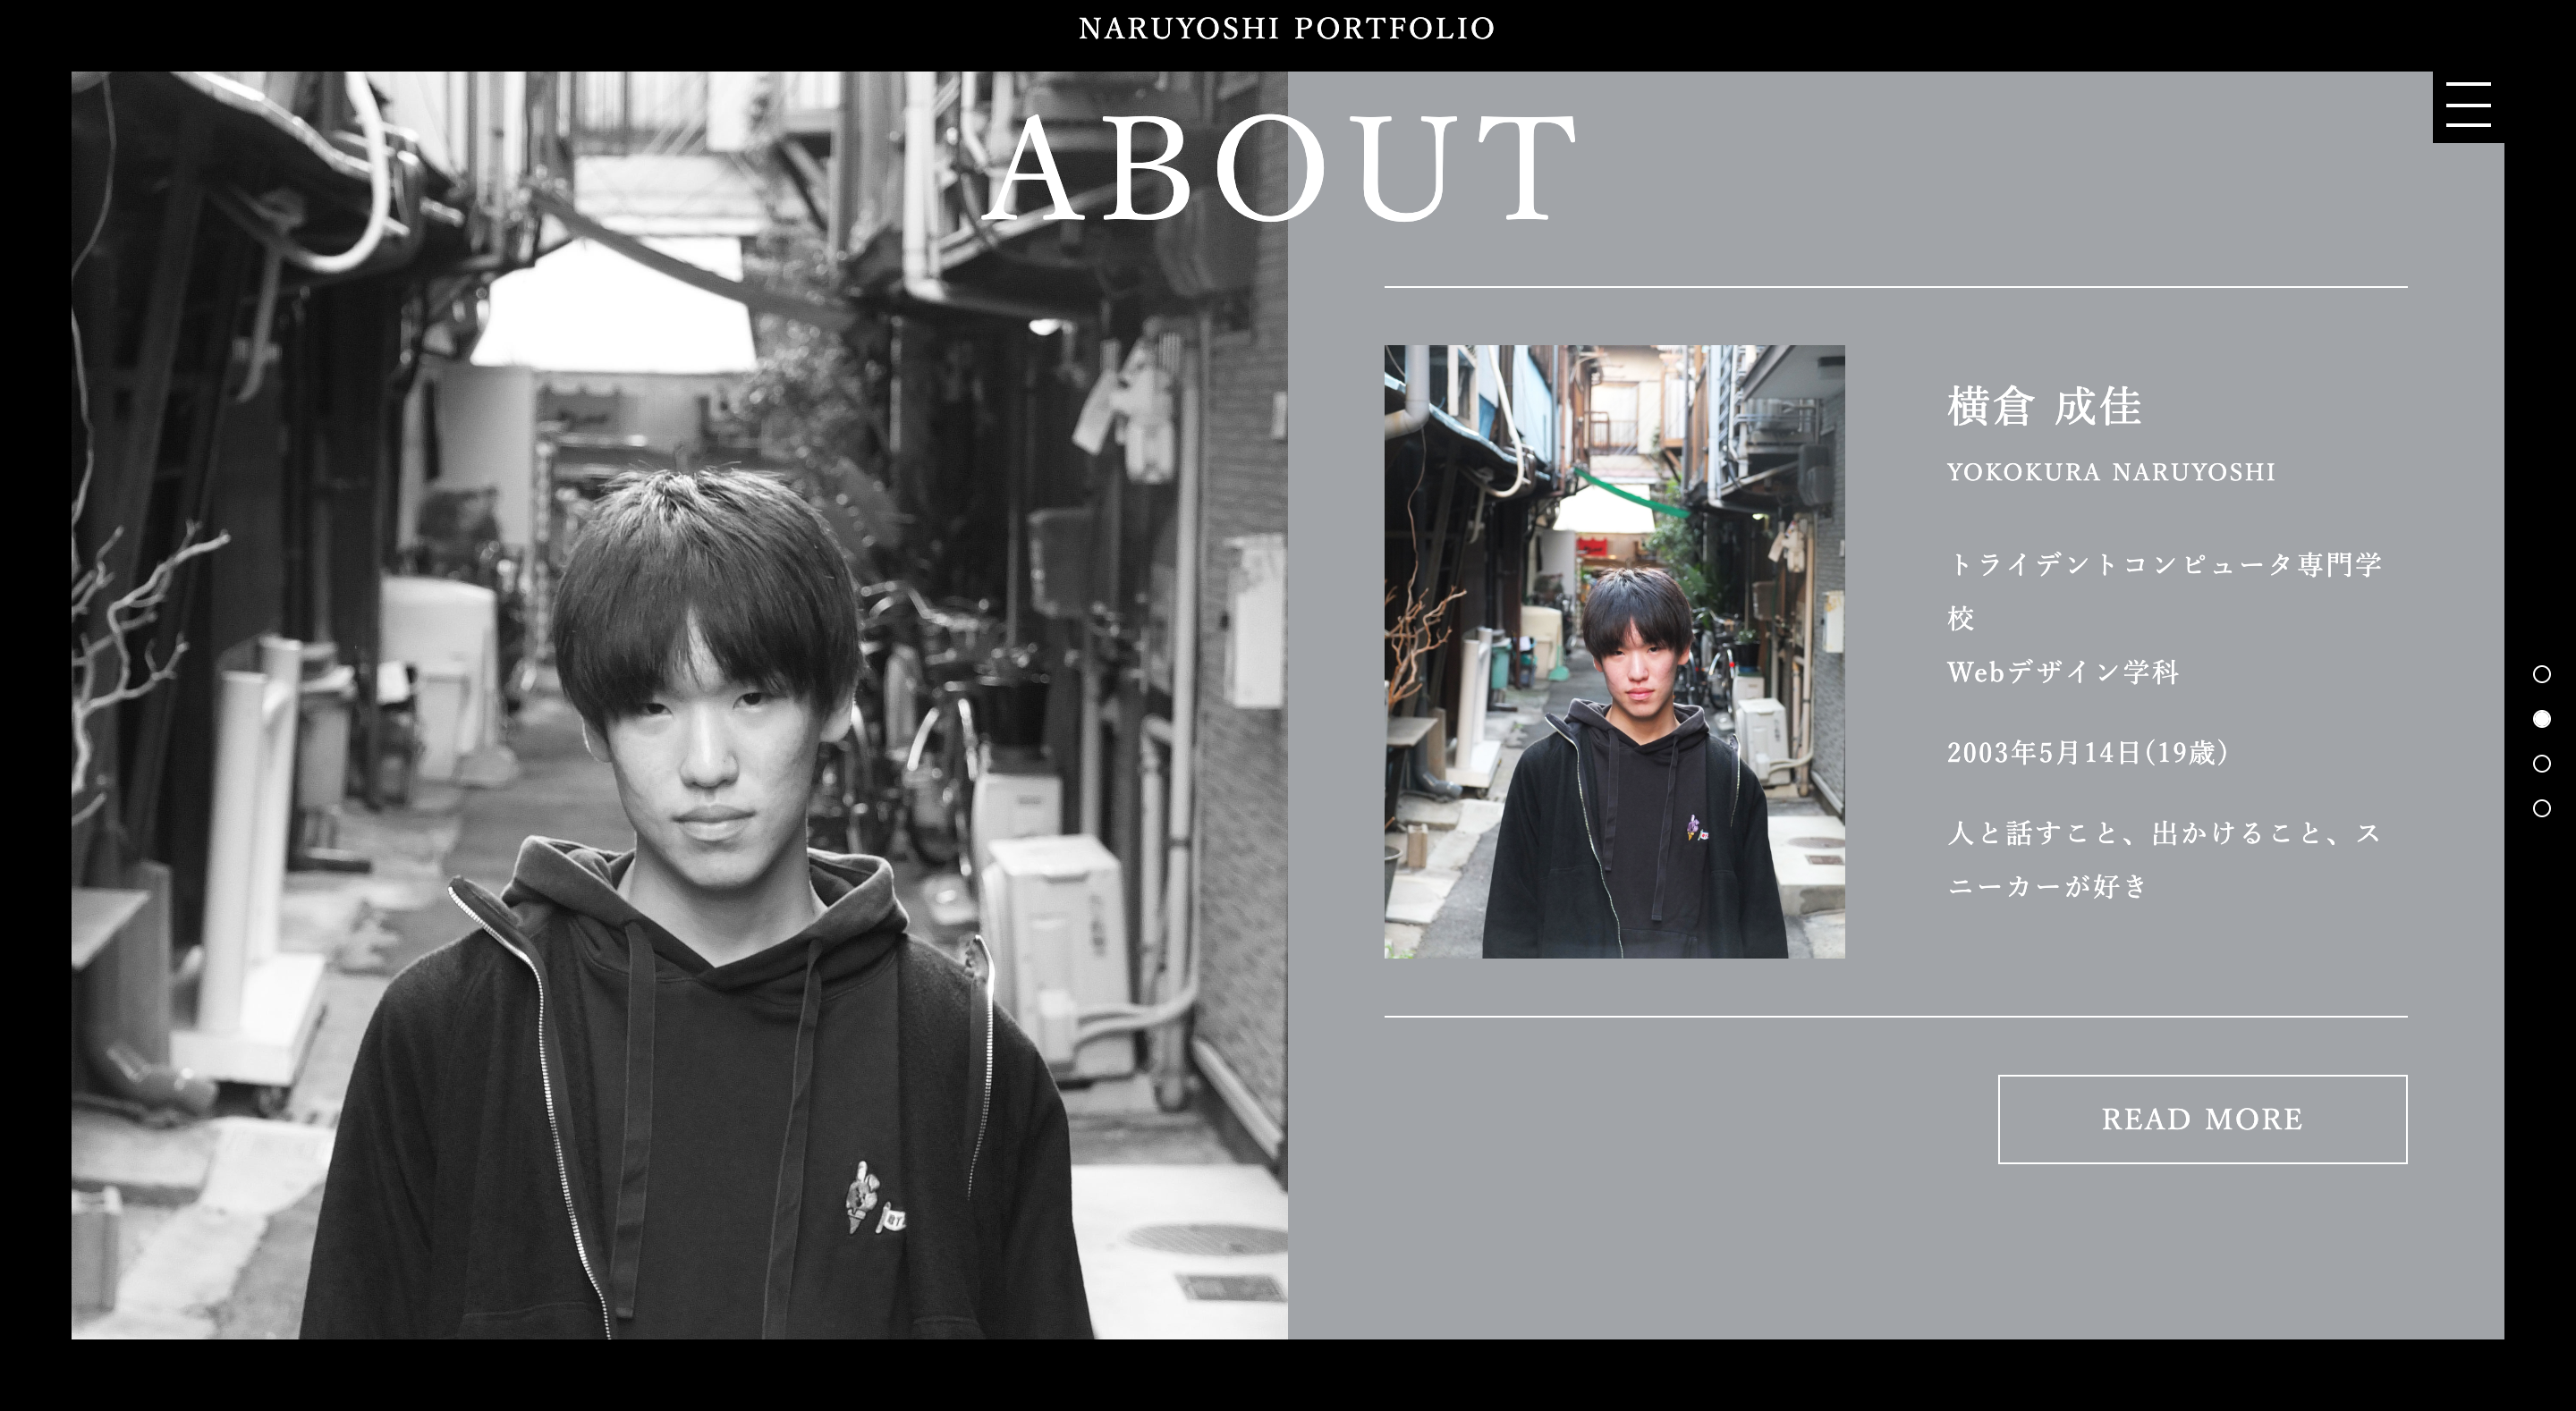 NARUYOSHI PORTFOLIO
ABOUT
横倉 成佳
YOKOKURA NARUYOSHI
トライデントコンピュータ専門学
校
Webデザイン学科
2003年5月14日(19歳)
人と話すこと、出かけること、ス
ニーカーが好き
READ MORE